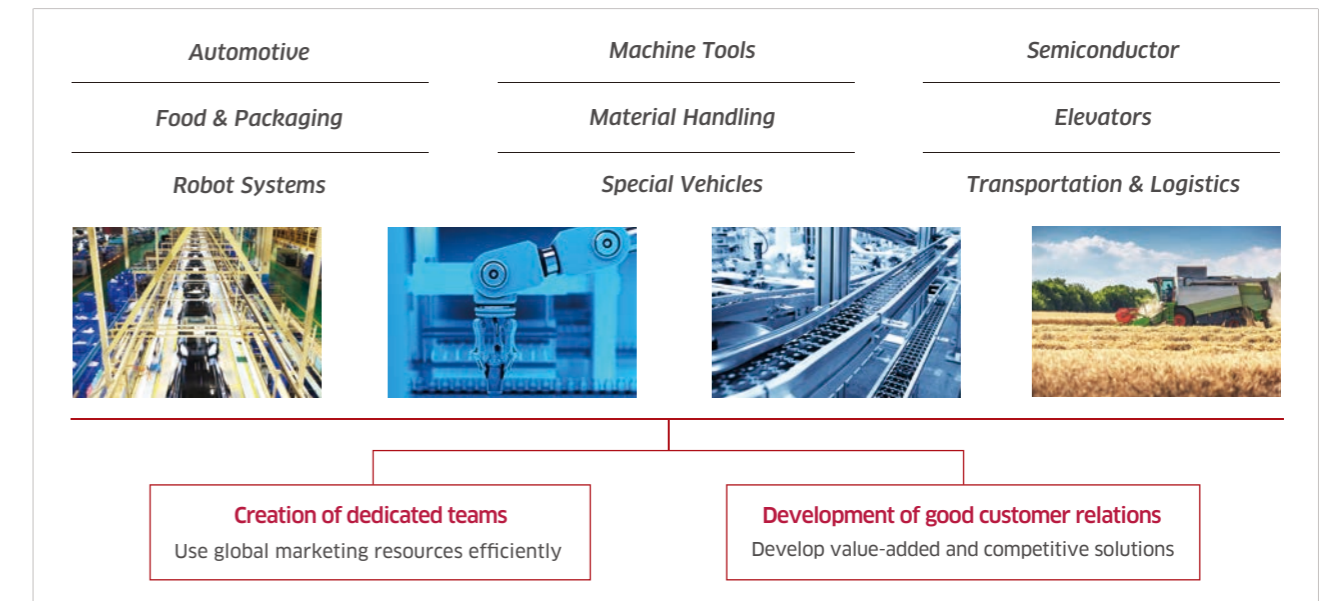 Automotive
Machine Tools
Semiconductor
Food & Packaging
Material Handling
Elevators
Robot Systems
Special Vehicles
Transportation & Logistics
Creation of dedicated teams
Use global marketing resources efficiently
Development of good customer relations
Develop value-added and competitive solutions